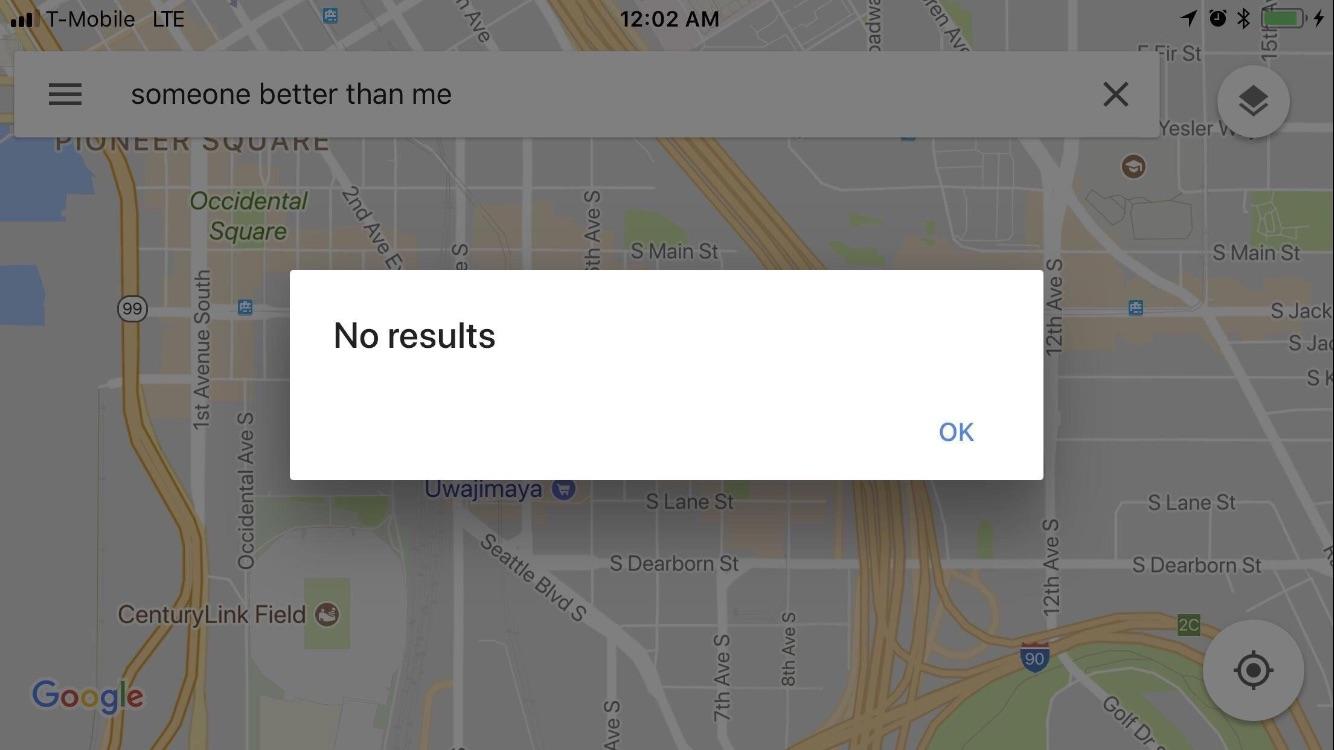 T-Mobile LTE
12:02 AM
someone better than me
E Fir St
15th
Yesler W
PIONEER SQUARE
Occidental
Square
2nd Ave E
S Main St
S Main St
99
1st Avenue South
12th Ave S
S Jack
S Ja
S K
No results
OK
Occidental Ave S
Uwajimaya
S Lane St
S Lane St
Seattle Blvd S
S Dearborn St
12th Ave S
S Dearborn St
CenturyLink Field
7th Ave S
8th Ave S
90
2C
Google
Ave S
Golf Dr